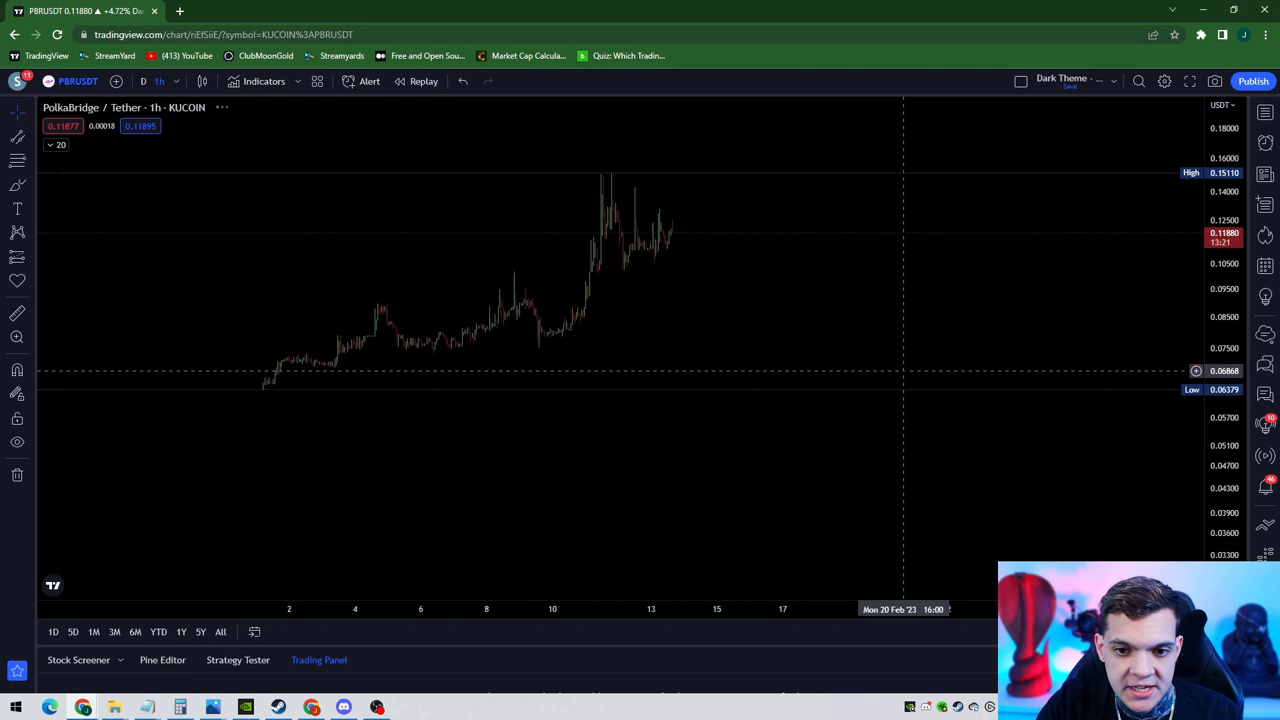 PBRUSDT 0.11880 ▲ +4.72% Da
tradingview.com/chart/riEfSiiE/?symbol=KUCOIN%3APBRUSDT
TradingView StreamYard (413) YouTube ClubMoonGold Streamyards Free and Open Sou... Market Cap Calcula... Quiz: Which Tradin...
S 11 PBRUSDT D 1h Indicators Alert Replay Dark Theme - ... Save Publish
PolkaBridge / Tether · 1h · KUCOIN
0.11877 0.00018 0.11895
20
USDT
0.18000
0.16000
High 0.15110
0.14000
0.12500
0.11880
13:21
0.10500
0.09500
0.08500
0.07500
0.06868
Low 0.06379
0.05700
0.05100
0.04700
0.04300
0.03900
0.03600
0.03300
10
46
2 4 6 8 10 13 15 17 Mon 20 Feb '23 16:00
1D 5D 1M 3M 6M YTD 1Y 5Y All
Stock Screener Pine Editor Strategy Tester Trading Panel